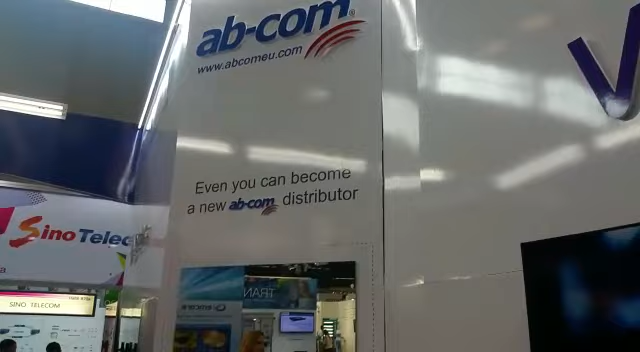 ab-com®
www.abcomeu.com
Even you can become
a new ab-com distributor
Sino Telec
SINO TELECOM
V